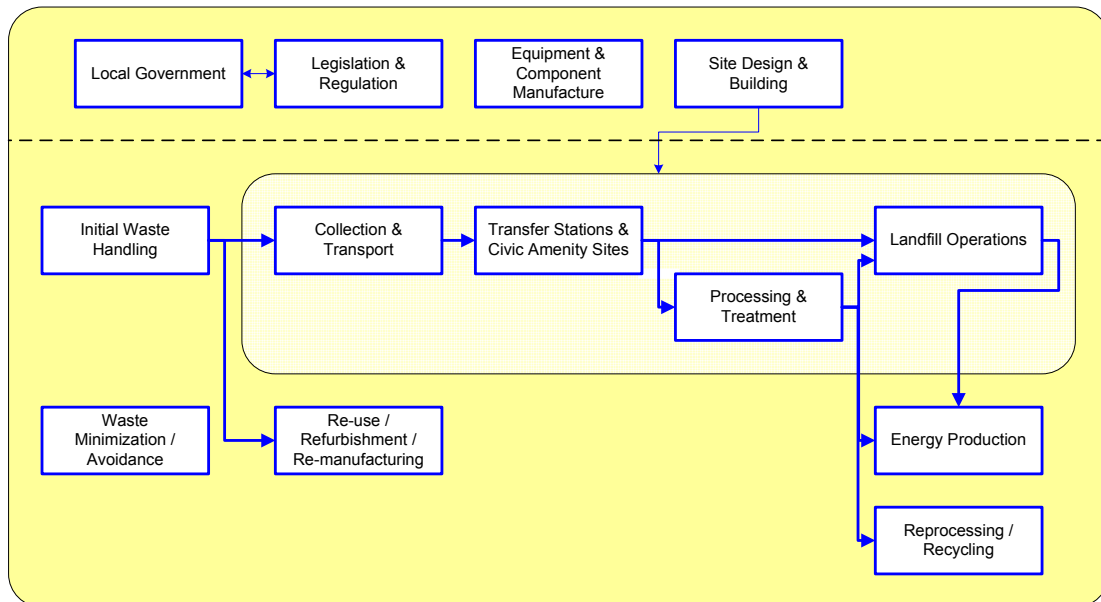 Local Government
Legislation &
Regulation
Equipment &
Component
Manufacture
Site Design &
Building
Initial Waste
Handling
Collection &
Transport
Transfer Stations &
Civic Amenity Sites
Landfill Operations
Processing &
Treatment
Waste
Minimization /
Avoidance
Re-use /
Refurbishment /
Re-manufacturing
Energy Production
Reprocessing /
Recycling